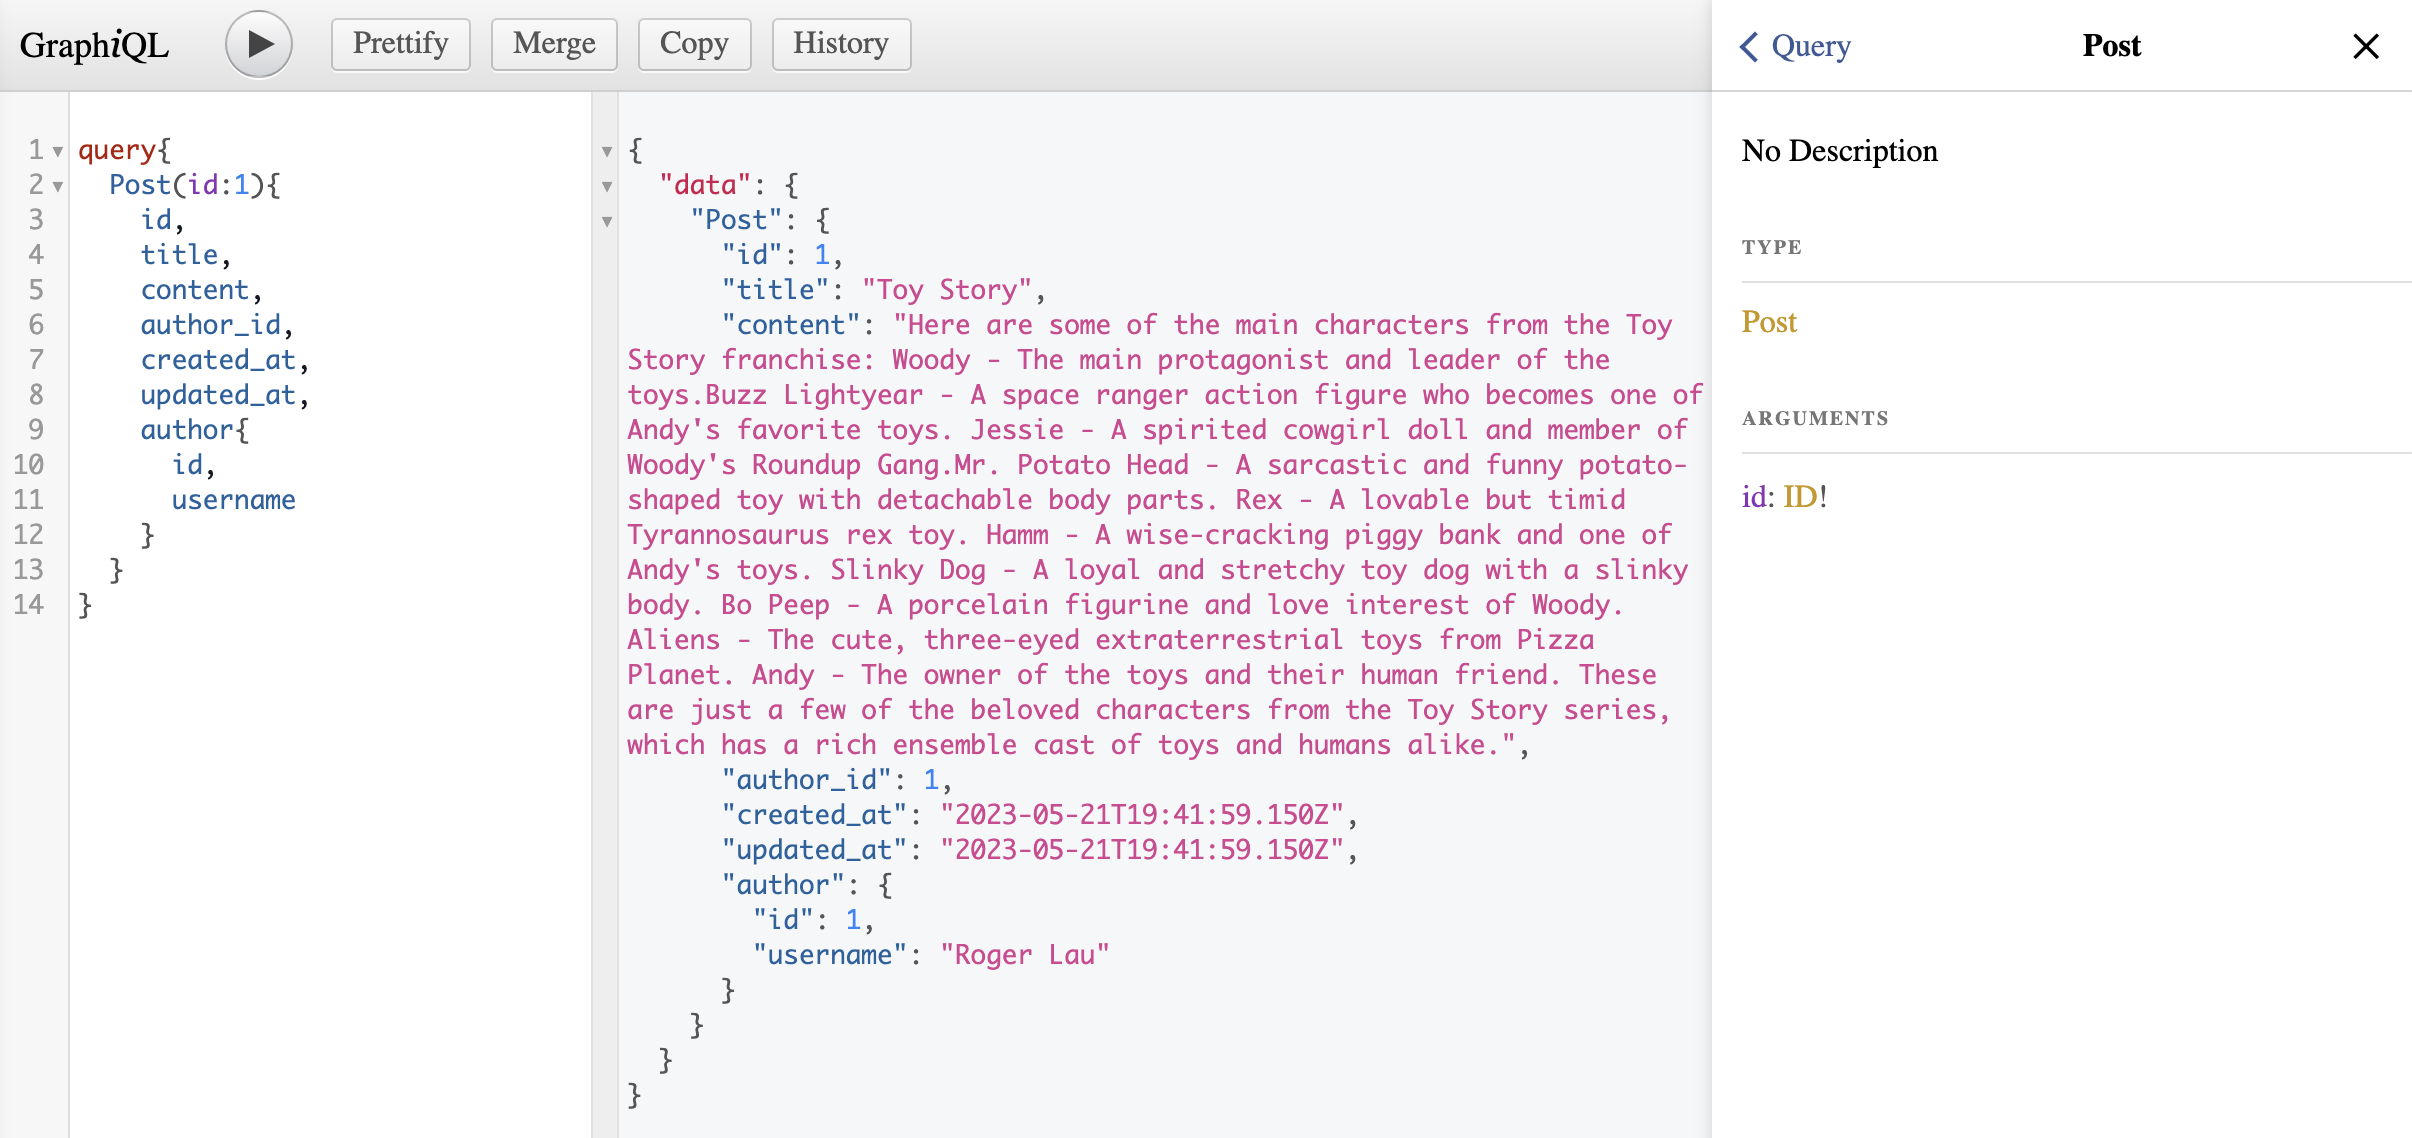 GraphiQL
Prettify
Merge
Copy
History
1 query{
2 Post(id:1){
3 id,
4 title,
5 content,
6 author_id,
7 created_at,
8 updated_at,
9 author{
10 id,
11 username
12 }
13 }
14 }
{
"data": {
"Post": {
"id": 1,
"title": "Toy Story",
"content": "Here are some of the main characters from the Toy
Story franchise: Woody - The main protagonist and leader of the
toys.Buzz Lightyear - A space ranger action figure who becomes one of
Andy's favorite toys. Jessie - A spirited cowgirl doll and member of
Woody's Roundup Gang.Mr. Potato Head - A sarcastic and funny potato-
shaped toy with detachable body parts. Rex - A lovable but timid
Tyrannosaurus rex toy. Hamm - A wise-cracking piggy bank and one of
Andy's toys. Slinky Dog - A loyal and stretchy toy dog with a slinky
body. Bo Peep - A porcelain figurine and love interest of Woody.
Aliens - The cute, three-eyed extraterrestrial toys from Pizza
Planet. Andy - The owner of the toys and their human friend. These
are just a few of the beloved characters from the Toy Story series,
which has a rich ensemble cast of toys and humans alike.",
"author_id": 1,
"created_at": "2023-05-21T19:41:59.150Z",
"updated_at": "2023-05-21T19:41:59.150Z",
"author": {
"id": 1,
"username": "Roger Lau"
}
}
}
}
Query
Post
No Description
TYPE
Post
ARGUMENTS
id: ID!